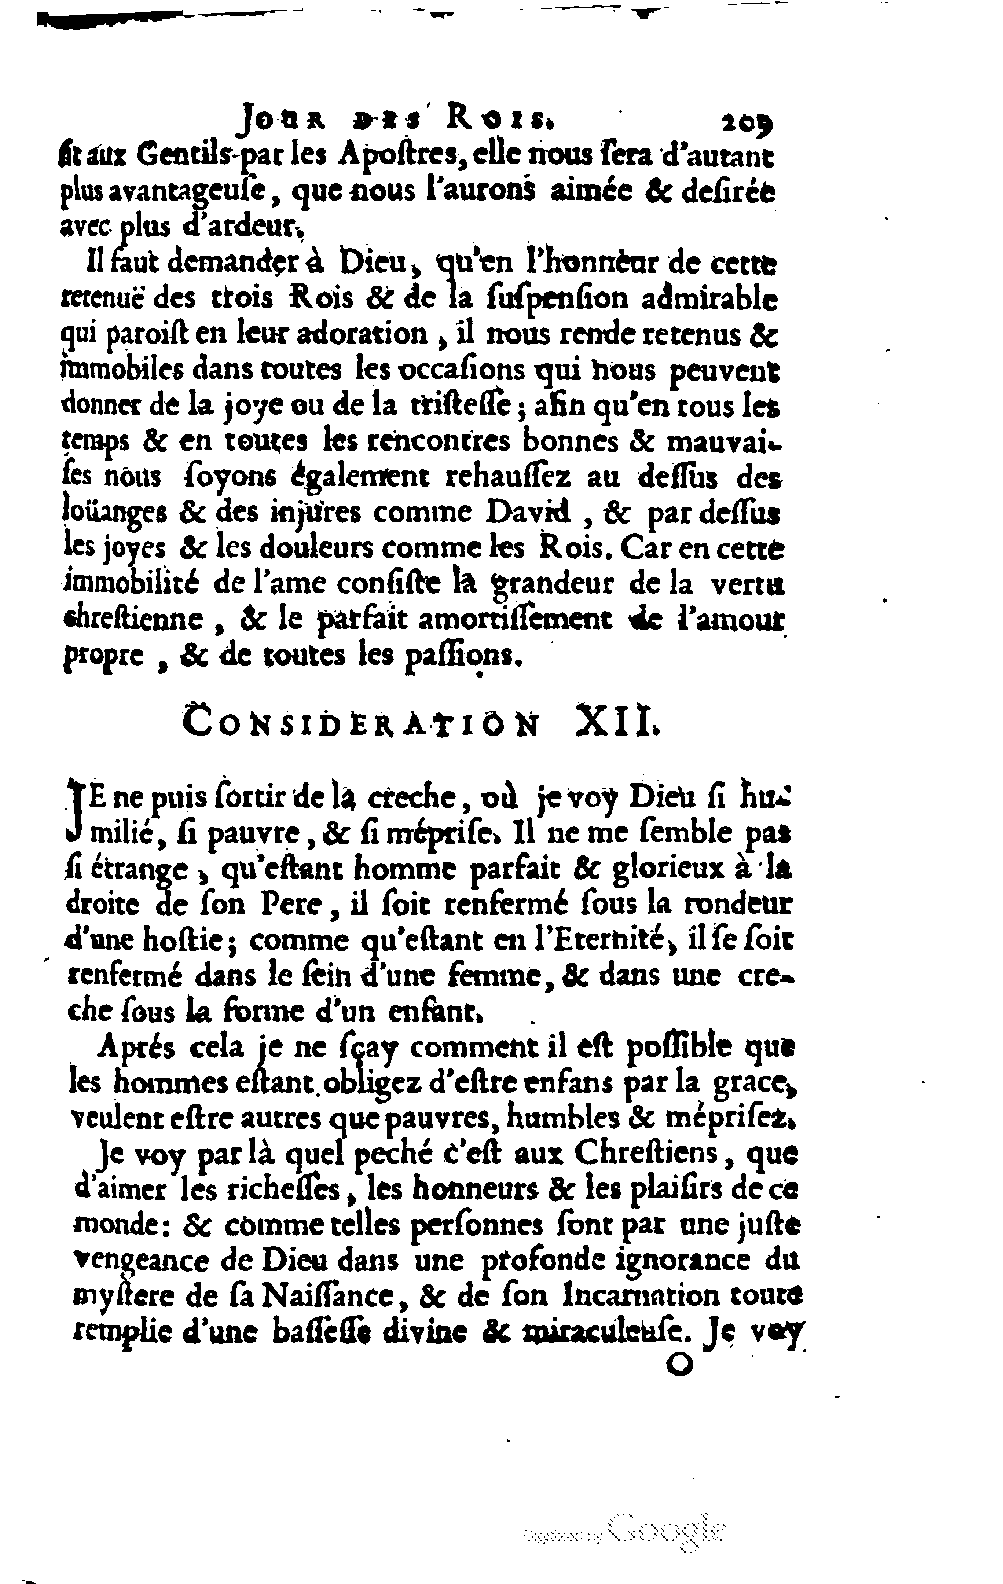 JOUR DES ROIS. 209
fit aux Gentils par les Apoſtres, elle nous ſera d'autant
plus avantageuſe, que nous l'aurons aimée & deſirée
avec plus d'ardeur.
Il faut demander à Dieu, qu'en l'honneur de cette
retenuë des trois Rois & de la ſuſpenſion admirable
qui paroiſt en leur adoration, il nous rende retenus &
immobiles dans toutes les occaſions qui nous peuvent
donner de la joye ou de la triſteſſe; afin qu'en tous les
temps & en toutes les rencontres bonnes & mauvai-
ſes nous ſoyons également rehauſſez au deſſus des
loüanges & des injures comme David, & par deſſus
les joyes & les douleurs comme les Rois. Car en cette
immobilité de l'ame conſiſte la grandeur de la vertu
chreſtienne, & le parfait amortiſſement de l'amour
propre, & de toutes les paſſions.
CONSIDERATION XII.
JE ne puis ſortir de la creche, où je voy Dieu ſi hu-
milié, ſi pauvre, & ſi mépriſe. Il ne me ſemble pas
ſi étrange, qu'eſtant homme parfait & glorieux à la
droite de ſon Pere, il ſoit renfermé ſous la rondeur
d'une hoſtie; comme qu'eſtant en l'Eternité, il ſe ſoit
renfermé dans le ſein d'une femme, & dans une cre-
che ſous la forme d'un enfant.
Aprés cela je ne ſçay comment il eſt poſſible que
les hommes eſtant obligez d'eſtre enfans par la grace,
veulent eſtre autres que pauvres, humbles & mépriſez.
Je voy par là quel peché c'eſt aux Chreſtiens, que
d'aimer les richeſſes, les honneurs & les plaiſirs de ce
monde: & comme telles perſonnes ſont par une juſte
vengeance de Dieu dans une profonde ignorance du
myſtere de ſa Naiſſance, & de ſon Incarnation toute
remplie d'une baſſeſſe divine & miraculeuſe. Je voy
O
Digitized by Google